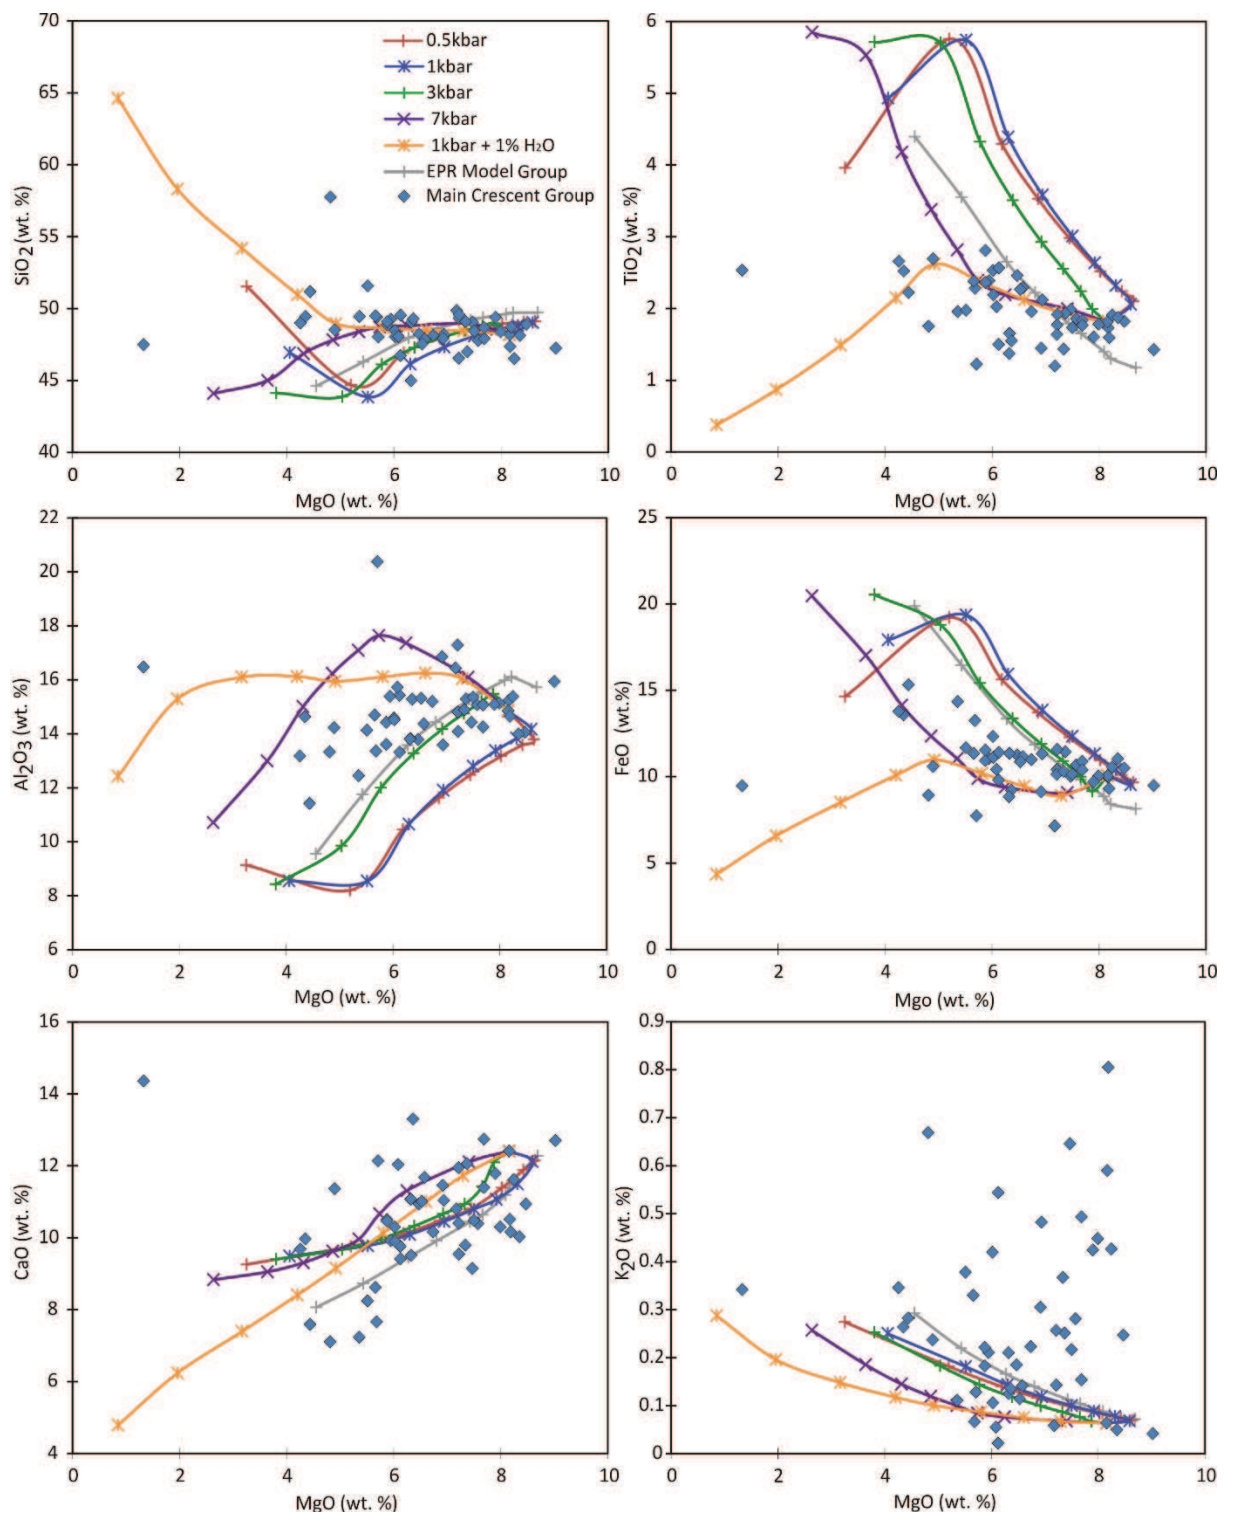 70
65
60
55
50
45
40
SiO2 (wt. %)
0.5kbar
1kbar
3kbar
7kbar
1kbar + 1% H2O
EPR Model Group
Main Crescent Group
0 2 4 6 8 10
MgO (wt. %)
6
5
4
3
2
1
0
TiO2 (wt. %)
0 2 4 6 8 10
MgO (wt. %)
22
20
18
16
14
12
10
8
6
Al2O3 (wt. %)
0 2 4 6 8 10
MgO (wt. %)
25
20
15
10
5
0
FeO (wt.%)
0 2 4 6 8 10
Mgo (wt. %)
16
14
12
10
8
6
4
CaO (wt. %)
0 2 4 6 8 10
MgO (wt. %)
0.9
0.8
0.7
0.6
0.5
0.4
0.3
0.2
0.1
0
K2O (wt. %)
0 2 4 6 8 10
MgO (wt. %)